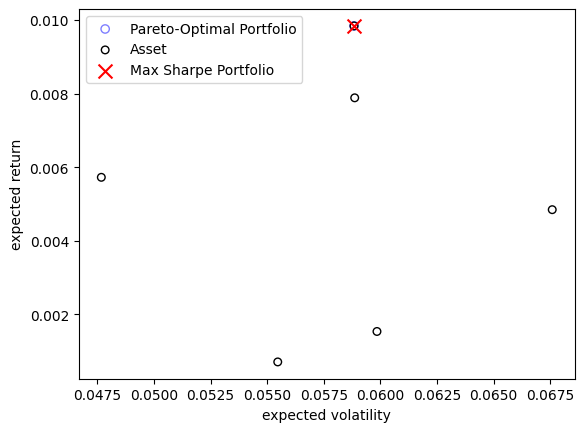 0.010
0.008
0.006
0.004
0.002
expected return
Pareto-Optimal Portfolio
Asset
Max Sharpe Portfolio
0.0475 0.0500 0.0525 0.0550 0.0575 0.0600 0.0625 0.0650 0.0675
expected volatility